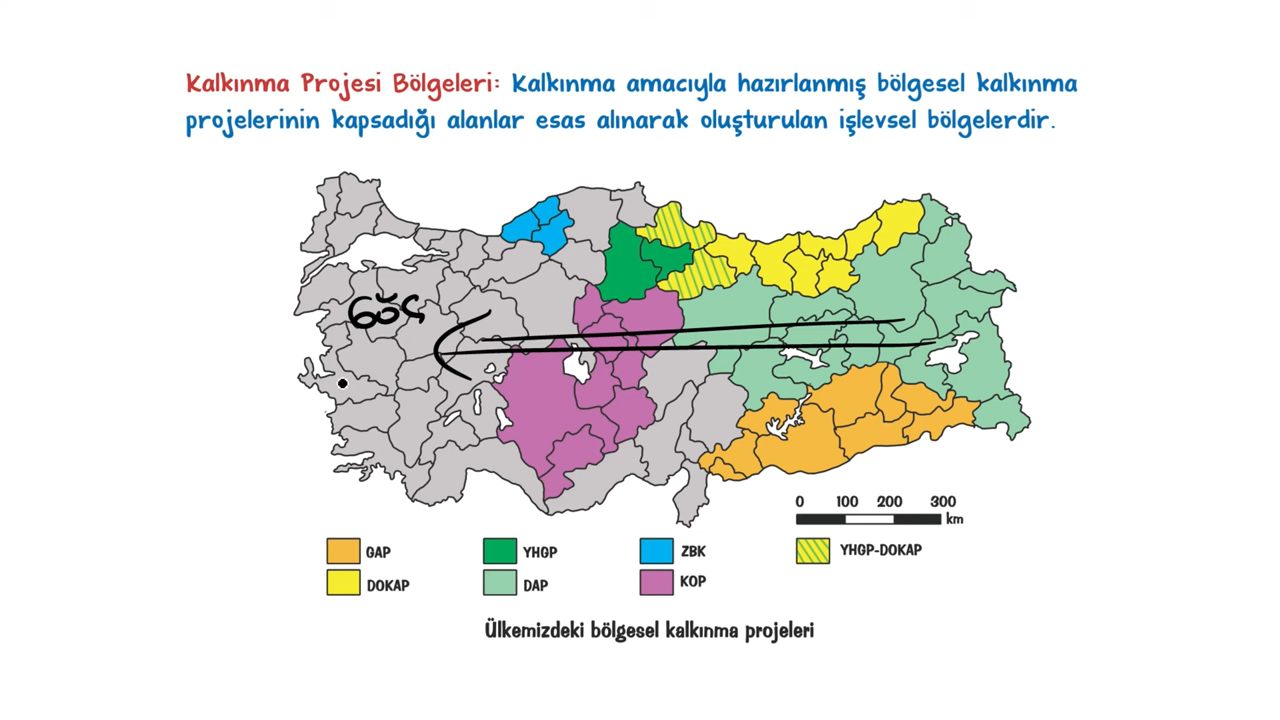 Kalkınma Projesi Bölgeleri: Kalkınma amacıyla hazırlanmış bölgesel kalkınma
projelerinin kapsadığı alanlar esas alınarak oluşturulan işlevsel bölgelerdir.
GÖÇ
0 100 200 300
km
GAP YHGP ZBK YHGP-DOKAP
DOKAP DAP KOP
Ülkemizdeki bölgesel kalkınma projeleri